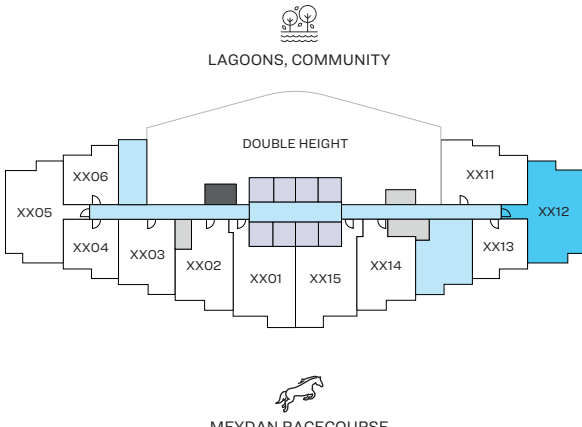 LAGOONS, COMMUNITY
DOUBLE HEIGHT
XX06
XX11
XX05
XX12
XX04
XX03
XX02
XX01
XX15
XX14
XX13
MEYDAN RACECOURSE